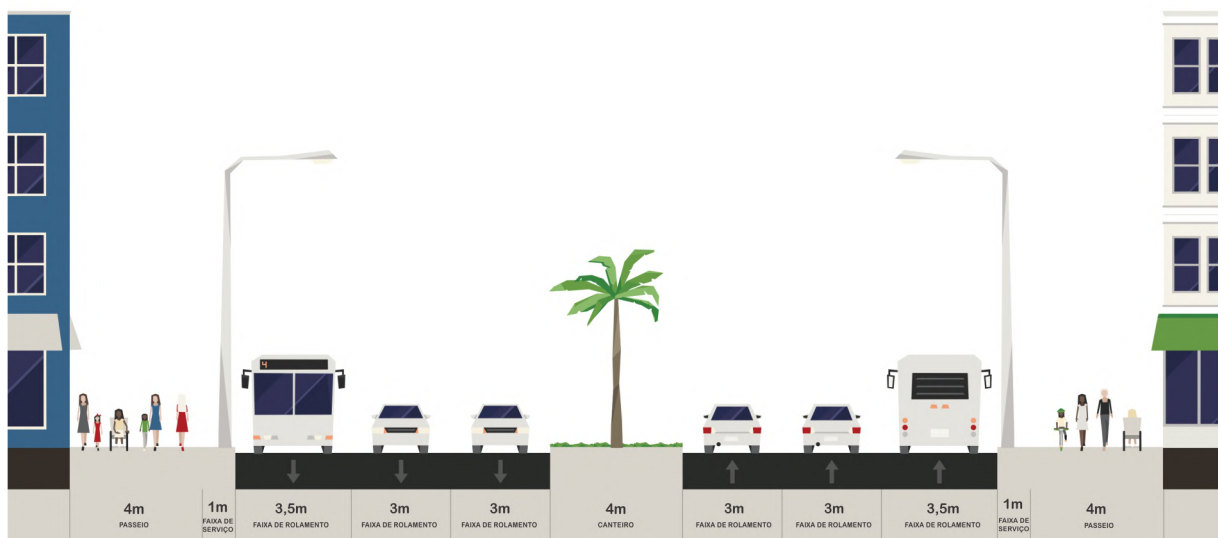 4
4m
PASSEIO
1m
FAIXA DE
SERVIÇO
3,5m
FAIXA DE ROLAMENTO
3m
FAIXA DE ROLAMENTO
3m
FAIXA DE ROLAMENTO
4m
CANTEIRO
3m
FAIXA DE ROLAMENTO
3m
FAIXA DE ROLAMENTO
3,5m
FAIXA DE ROLAMENTO
1m
FAIXA DE
SERVIÇO
4m
PASSEIO